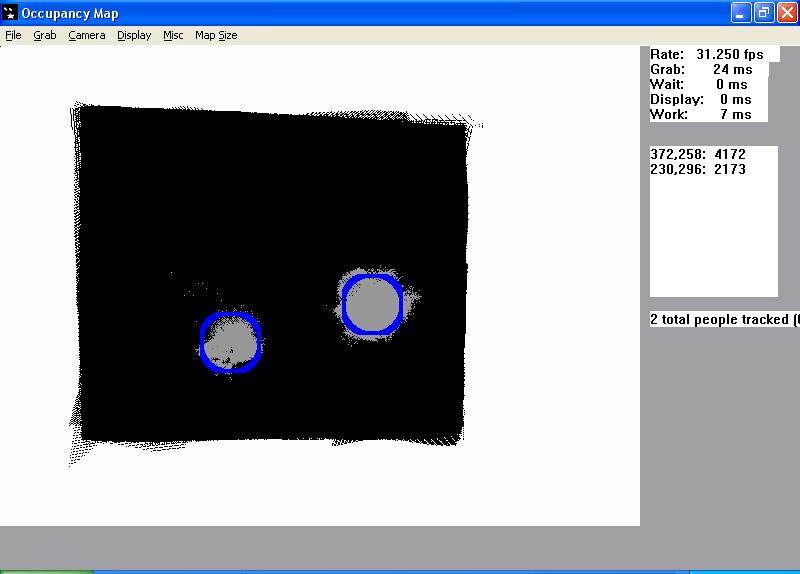 Occupancy Map
File Grab Camera Display Misc Map Size
Rate: 31.250 fps
Grab: 24 ms
Wait: 0 ms
Display: 0 ms
Work: 7 ms
372,258: 4172
230,296: 2173
2 total people tracked (